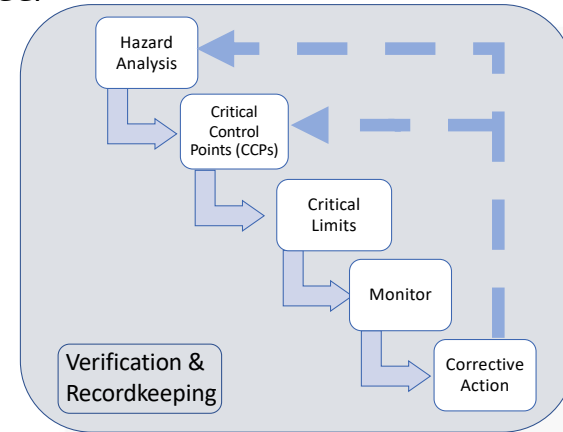 Hazard
Analysis
Critical
Control
Points (CCPs)
Critical
Limits
Monitor
Corrective
Action
Verification &
Recordkeeping